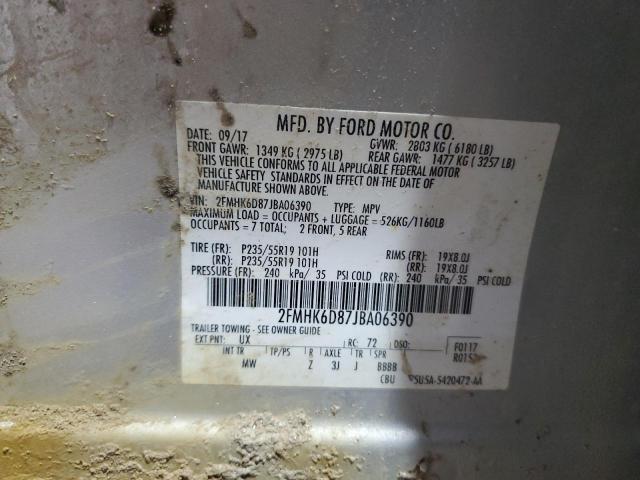 MFD. BY FORD MOTOR CO.
DATE: 09/17 GVWR: 2803 KG ( 6180 LB)
FRONT GAWR: 1349 KG ( 2975 LB) REAR GAWR: 1477 KG ( 3257 LB)
THIS VEHICLE CONFORMS TO ALL APPLICABLE FEDERAL MOTOR
VEHICLE SAFETY STANDARDS IN EFFECT ON THE DATE OF
MANUFACTURE SHOWN ABOVE.
VIN: 2FMHK6D87JBA06390 TYPE: MPV
MAXIMUM LOAD = OCCUPANTS + LUGGAGE = 526KG/1160LB
OCCUPANTS = 7 TOTAL; 2 FRONT, 5 REAR
TIRE (FR): P235/55R19 101H RIMS (FR): 19X8.0J
(RR): P235/55R19 101H (RR): 19X8.0J
PRESSURE (FR): 240 kPa/ 35 PSI COLD (RR): 240 kPa/ 35 PSI COLD
2FMHK6D87JBA06390
TRAILER TOWING - SEE OWNER GUIDE
EXT PNT: UX RC: 72 DSO: F0117
INT TR TP/PS R AXLE TR SPR
MW Z 3J J BBBB
CBU